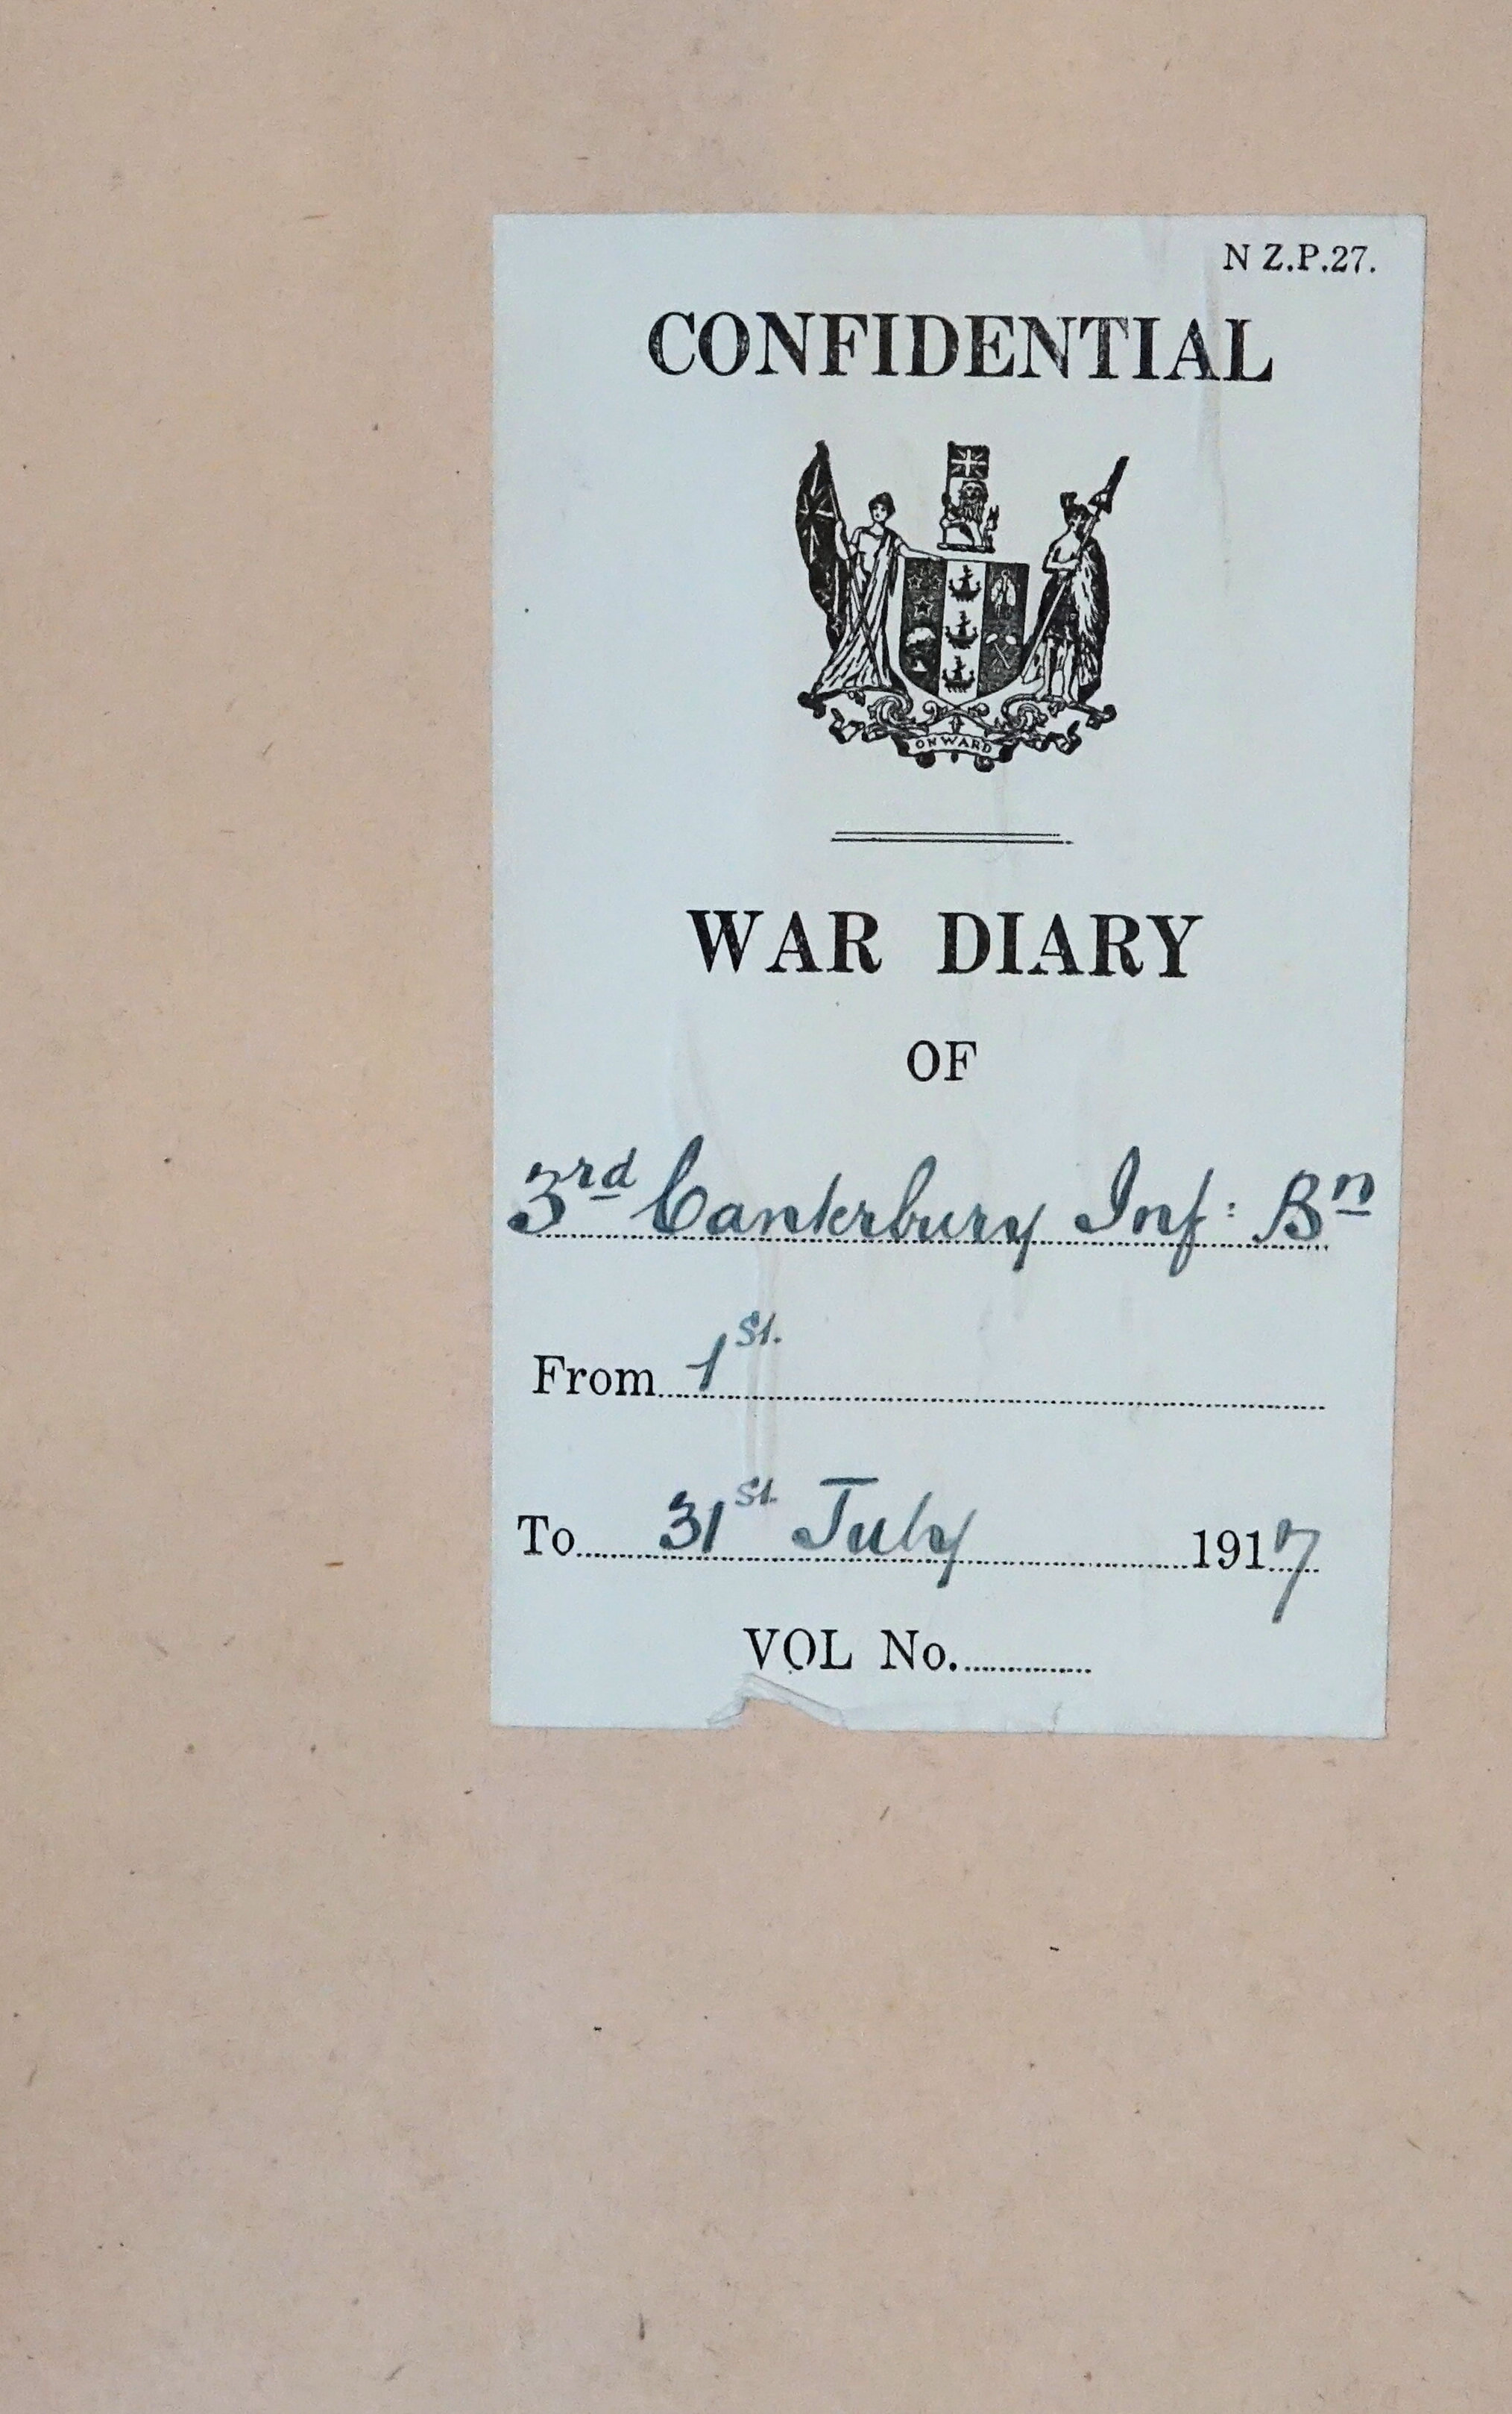 N Z.P.27.
CONFIDENTIAL
ONWARD
WAR DIARY
OF
3rd Canterbury Inf: Bn
From 1st.
To 31st July 1917
VOL No.